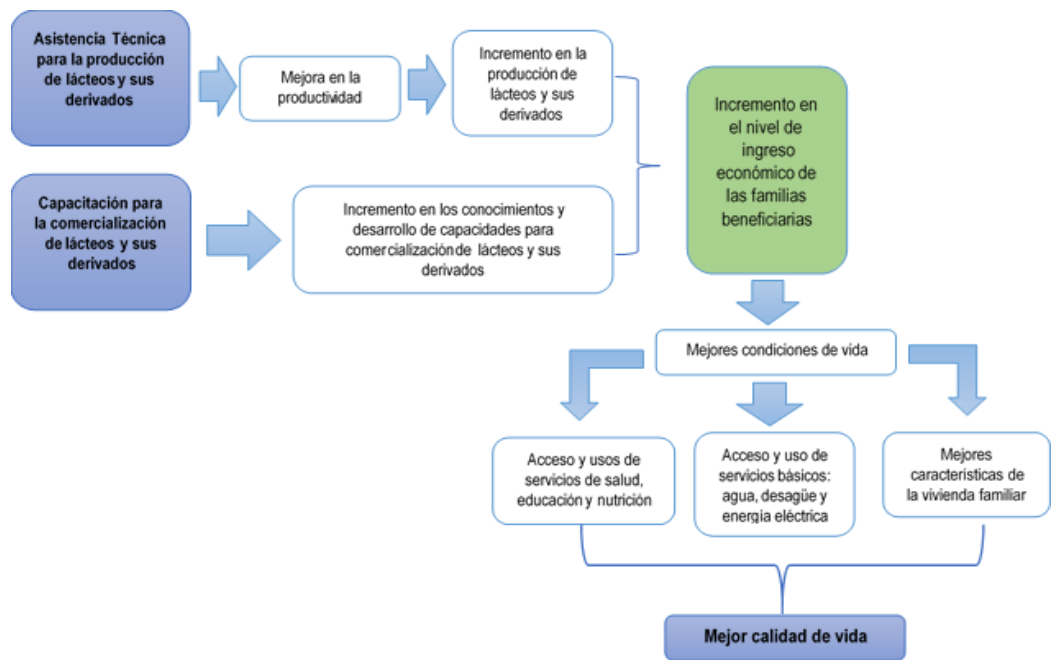 Asistencia Técnica
para la producción
de lácteos y sus
derivados
Mejora en la
productividad
Incremento en la
producción de
lácteos y sus
derivados
Incremento en
el nivel de
ingreso
económico de
las familias
beneficiarias
Capacitación para
la comercialización
de lácteos y sus
derivados
Incremento en los conocimientos y
desarrollo de capacidades para
comercialización de lácteos y sus
derivados
Mejores condiciones de vida
Acceso y usos de
servicios de salud,
educación y nutrición
Acceso y uso de
servicios básicos:
agua, desagüe y
energía eléctrica
Mejores
características de
la vivienda familiar
Mejor calidad de vida